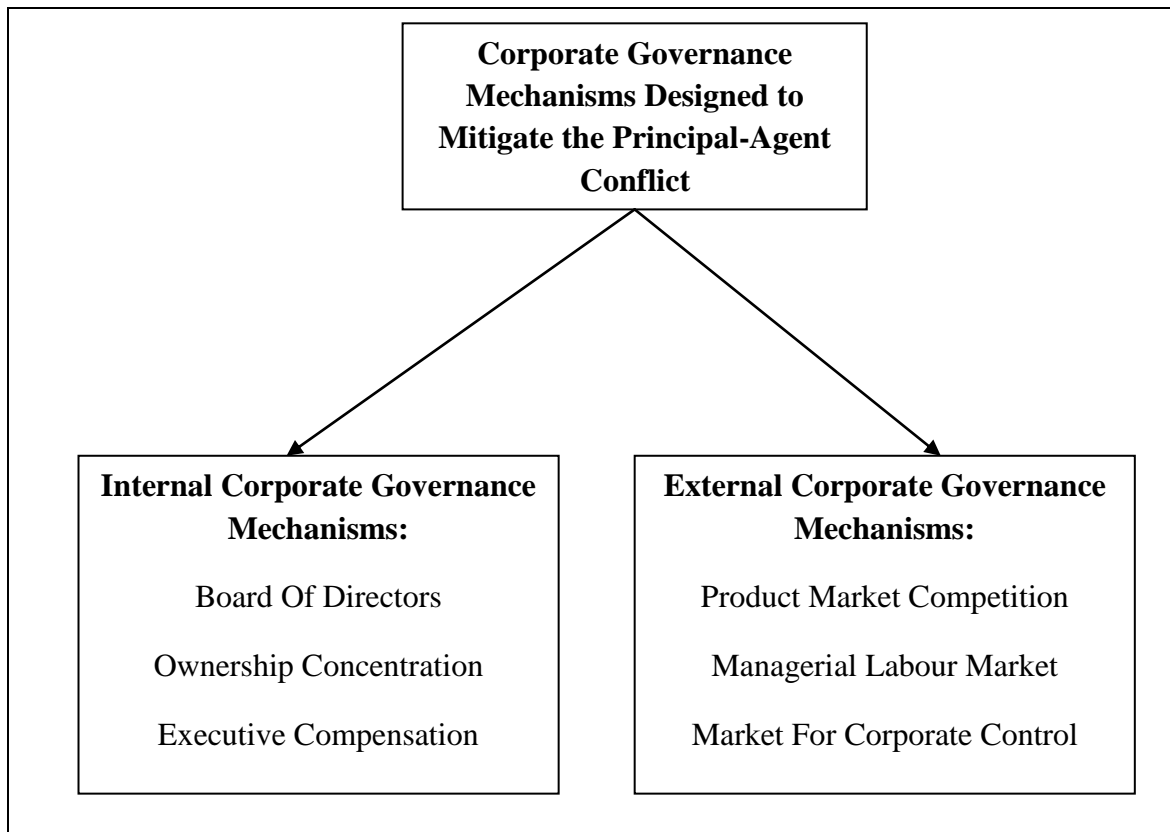 Corporate Governance
Mechanisms Designed to
Mitigate the Principal-Agent
Conflict
Internal Corporate Governance
Mechanisms:
Board Of Directors
Ownership Concentration
Executive Compensation
External Corporate Governance
Mechanisms:
Product Market Competition
Managerial Labour Market
Market For Corporate Control